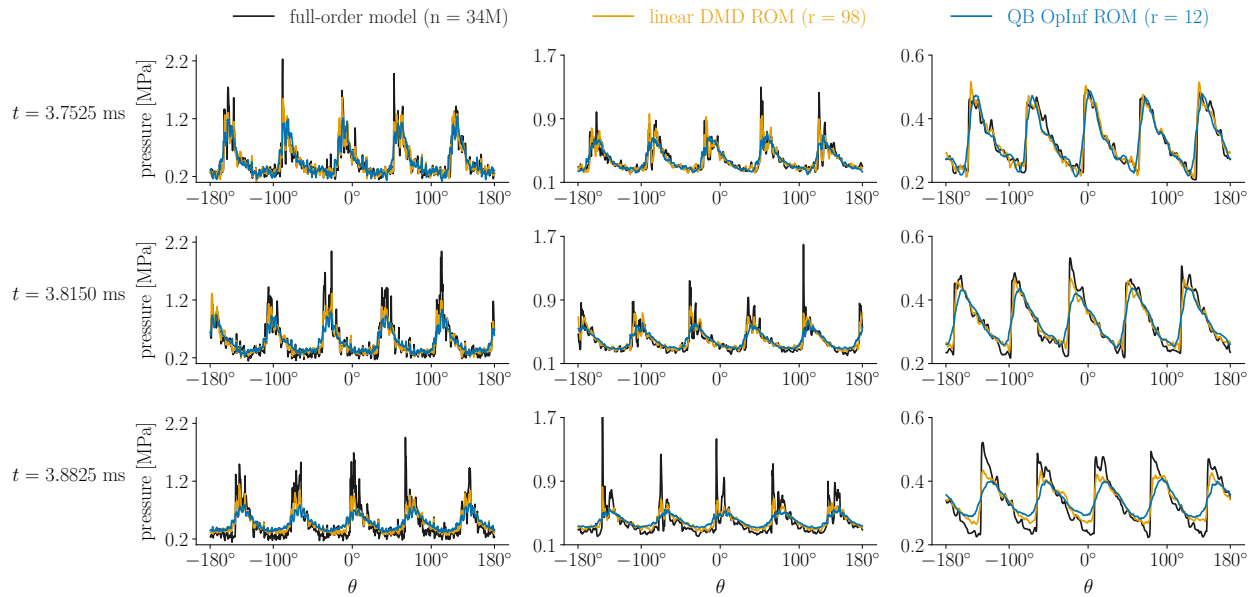 full-order model (n = 34M) linear DMD ROM (r = 98) QB OpInf ROM (r = 12)
t = 3.7525 ms
pressure [MPa]
2.2
1.2
0.2
−180° −100° 0° 100° 180°
1.7
0.9
0.1
−180° −100° 0° 100° 180°
0.6
0.4
0.2
−180° −100° 0° 100° 180°
t = 3.8150 ms
pressure [MPa]
2.2
1.2
0.2
−180° −100° 0° 100° 180°
1.7
0.9
0.1
−180° −100° 0° 100° 180°
0.6
0.4
0.2
−180° −100° 0° 100° 180°
t = 3.8825 ms
pressure [MPa]
2.2
1.2
0.2
−180° −100° 0° 100° 180°
θ
1.7
0.9
0.1
−180° −100° 0° 100° 180°
θ
0.6
0.4
0.2
−180° −100° 0° 100° 180°
θ